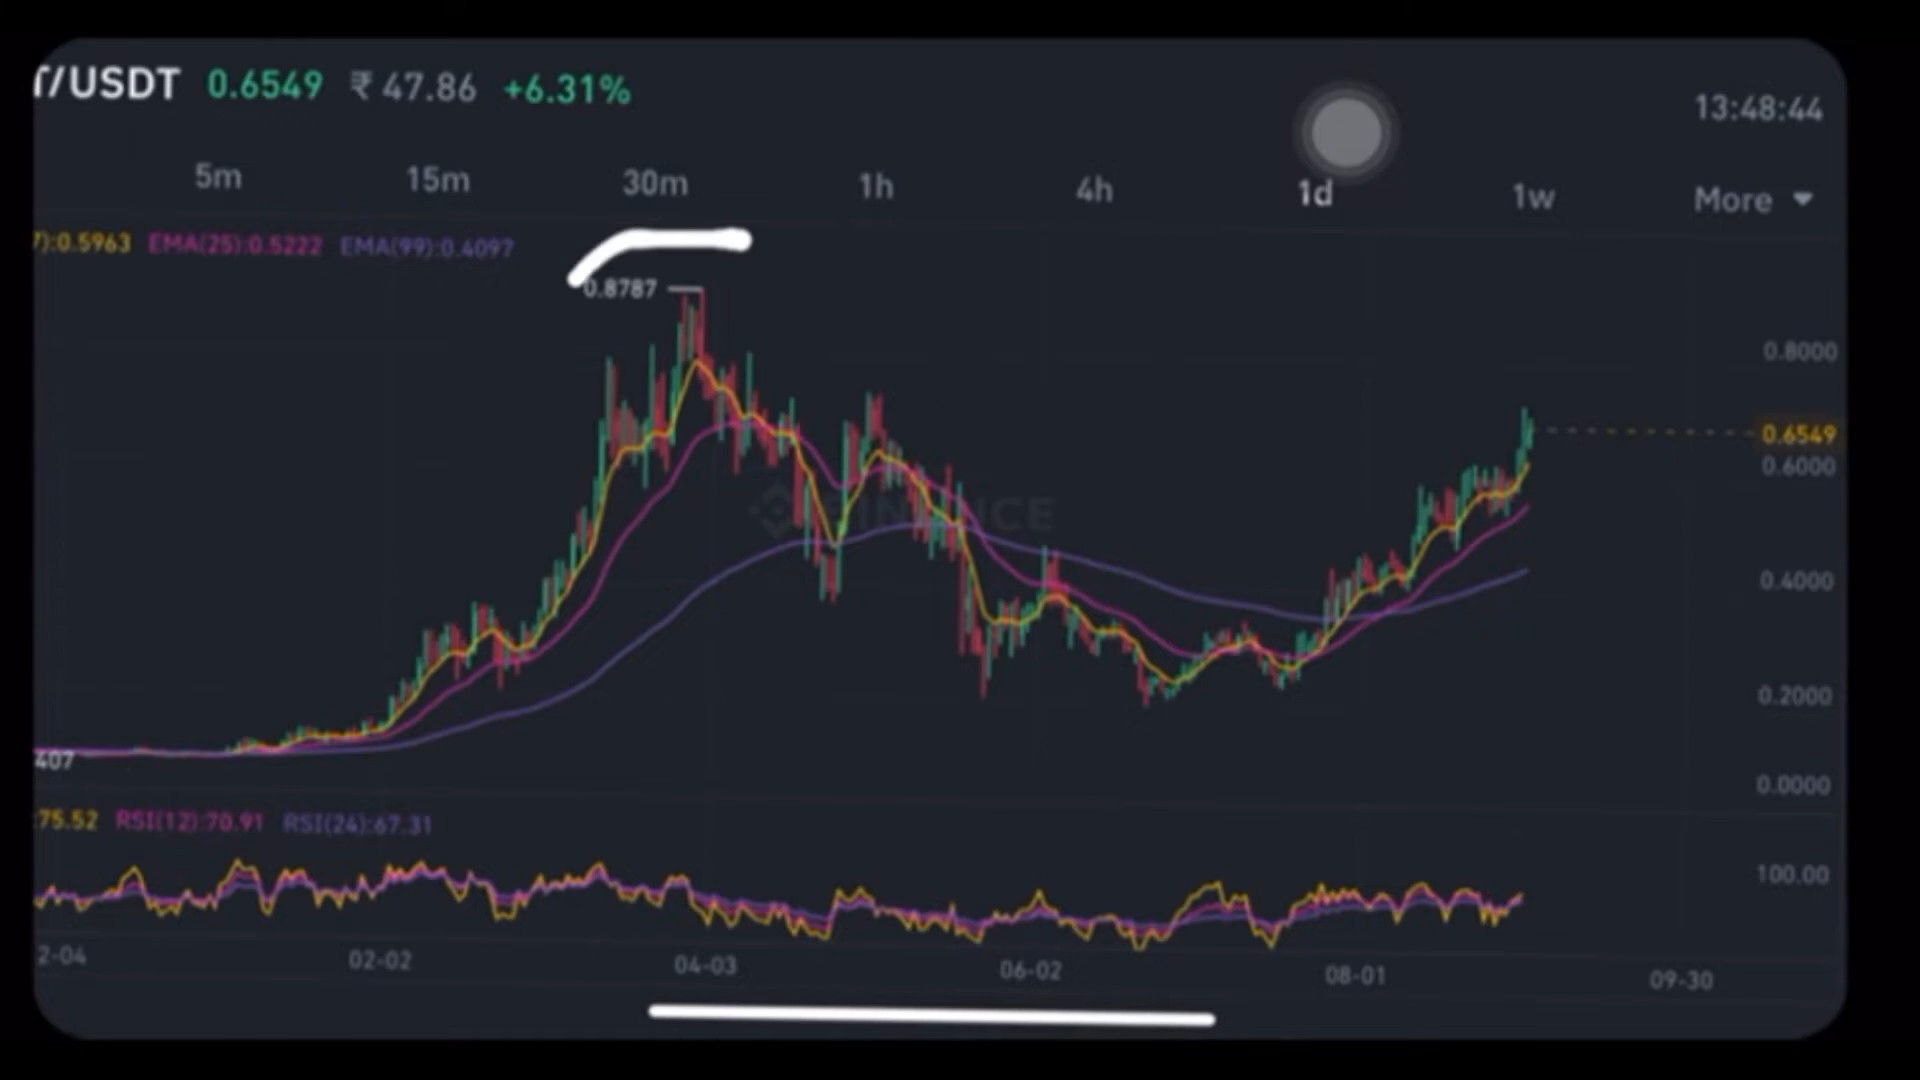 T/USDT 0.6549 ₹ 47.86 +6.31%
13:48:44
5m 15m 30m 1h 4h 1d 1w More
7):0.5963 EMA(25):0.5222 EMA(99):0.4097
0.8787
0.8000
0.6549
0.6000
BINANCE
0.4000
0.2000
407
0.0000
:75.52 RSI(12):70.91 RSI(24):67.31
100.00
2-04 02-02 04-03 06-02 08-01 09-30